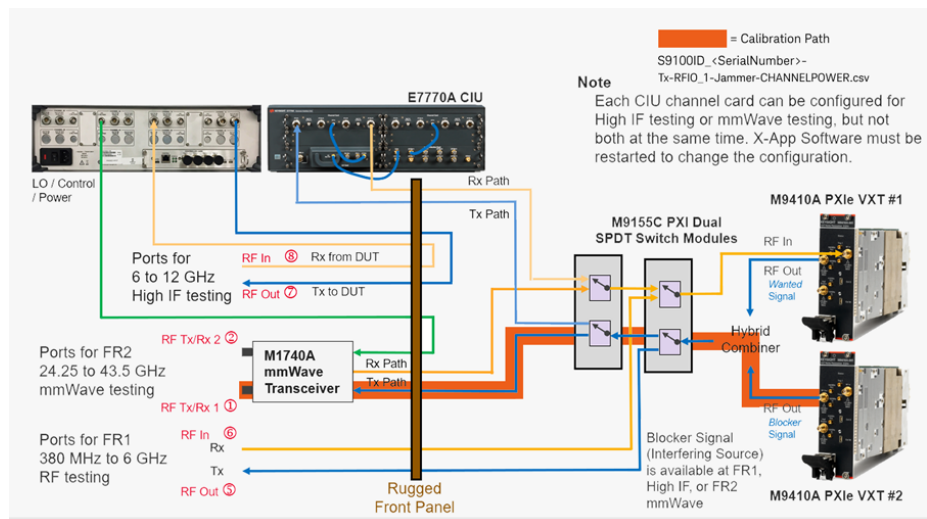 = Calibration Path
S9100ID_<SerialNumber>-
Tx-RFIO_1-Jammer-CHANNELPOWER.csv
Note
Each CIU channel card can be configured for
High IF testing or mmWave testing, but not
both at the same time. X-App Software must be
restarted to change the configuration.
E7770A CIU
LO / Control
/ Power
Rx Path
Tx Path
M9410A PXIe VXT #1
M9155C PXI Dual
SPDT Switch Modules
RF In
RF Out
Wanted
Signal
Ports for
6 to 12 GHz
High IF testing
RF In ⑧ Rx from DUT
RF Out ⑦ Tx to DUT
Hybrid
Combiner
RF Tx/Rx 2 ②
Ports for FR2
24.25 to 43.5 GHz
mmWave testing
M1740A
mmWave
Transceiver
Rx Path
Tx Path
RF Tx/Rx 1 ①
RF Out
Blocker
Signal
Ports for FR1
380 MHz to 6 GHz
RF testing
RF In ⑥
Rx
Tx
RF Out ⑤
Blocker Signal
(Interfering Source)
is available at FR1,
High IF, or FR2
mmWave
Rugged
Front Panel
M9410A PXIe VXT #2